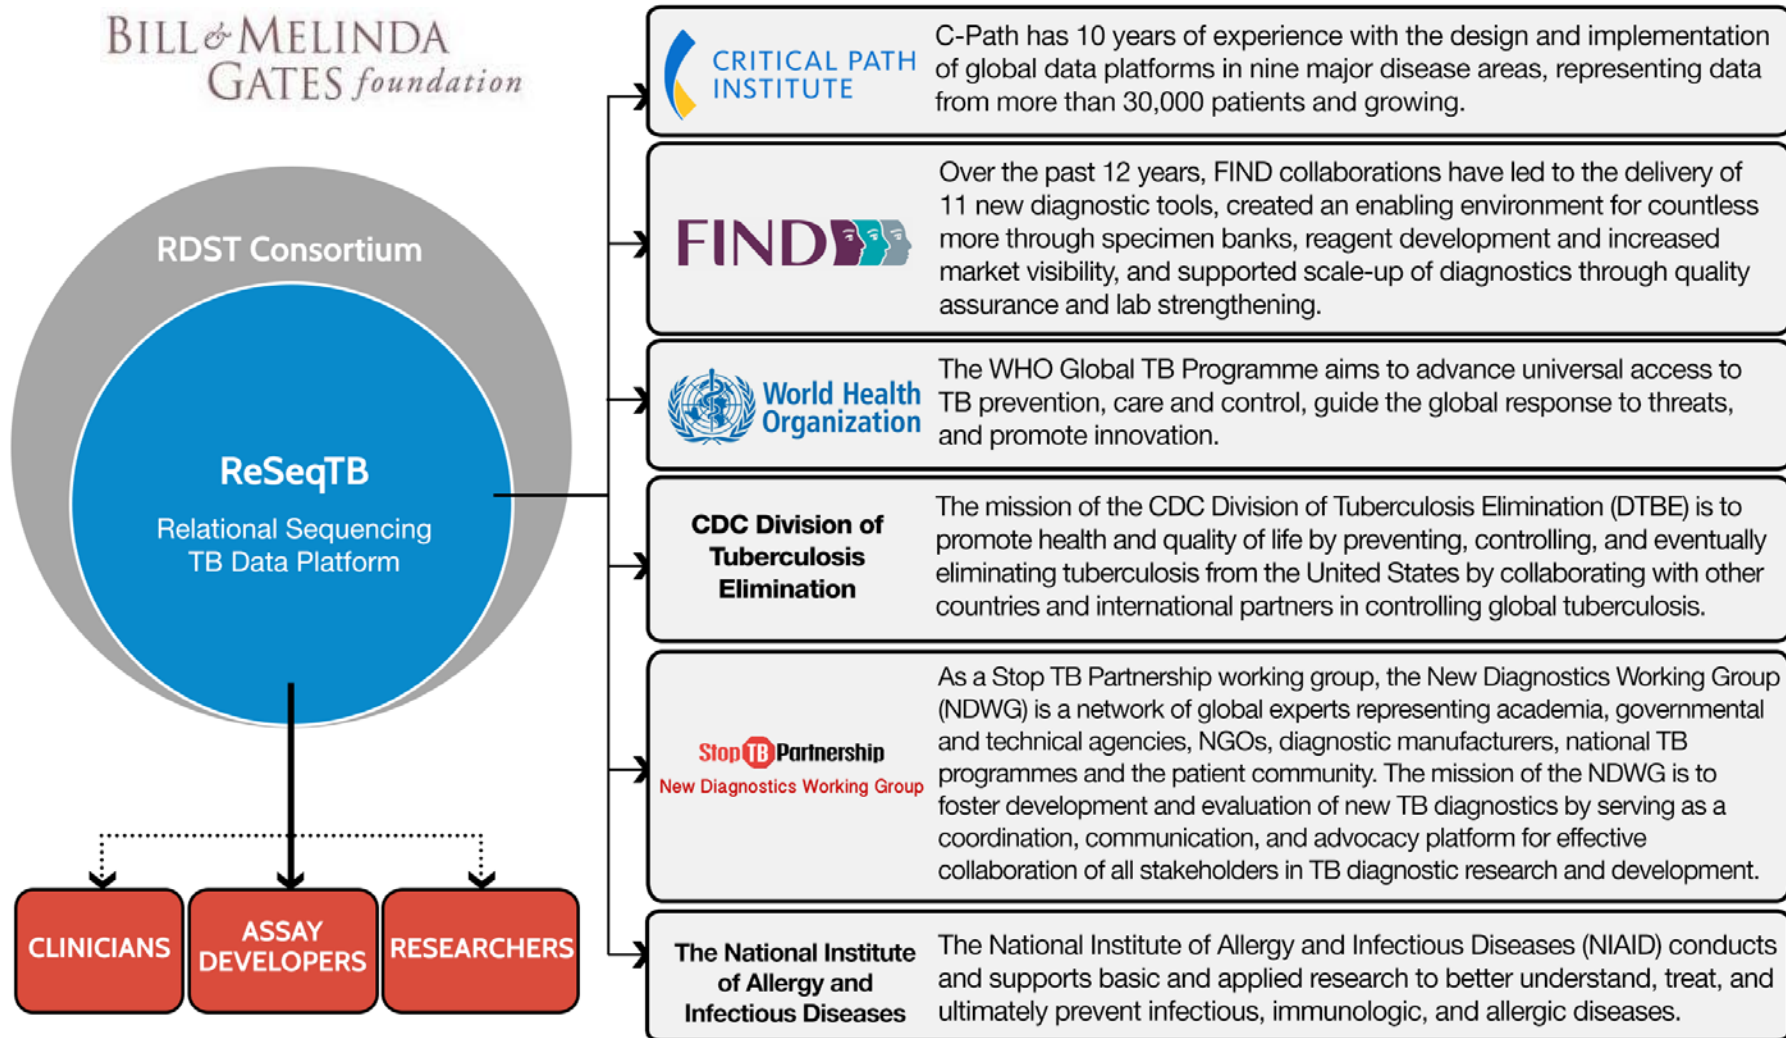 BILL & MELINDA
GATES foundation
RDST Consortium
ReSeqTB
Relational Sequencing
TB Data Platform
CLINICIANS
ASSAY
DEVELOPERS
RESEARCHERS
CRITICAL PATH
INSTITUTE
C-Path has 10 years of experience with the design and implementation
of global data platforms in nine major disease areas, representing data
from more than 30,000 patients and growing.
FIND
Over the past 12 years, FIND collaborations have led to the delivery of
11 new diagnostic tools, created an enabling environment for countless
more through specimen banks, reagent development and increased
market visibility, and supported scale-up of diagnostics through quality
assurance and lab strengthening.
World Health
Organization
The WHO Global TB Programme aims to advance universal access to
TB prevention, care and control, guide the global response to threats,
and promote innovation.
CDC Division of
Tuberculosis
Elimination
The mission of the CDC Division of Tuberculosis Elimination (DTBE) is to
promote health and quality of life by preventing, controlling, and eventually
eliminating tuberculosis from the United States by collaborating with other
countries and international partners in controlling global tuberculosis.
Stop TB Partnership
New Diagnostics Working Group
As a Stop TB Partnership working group, the New Diagnostics Working Group
(NDWG) is a network of global experts representing academia, governmental
and technical agencies, NGOs, diagnostic manufacturers, national TB
programmes and the patient community. The mission of the NDWG is to
foster development and evaluation of new TB diagnostics by serving as a
coordination, communication, and advocacy platform for effective
collaboration of all stakeholders in TB diagnostic research and development.
The National Institute
of Allergy and
Infectious Diseases
The National Institute of Allergy and Infectious Diseases (NIAID) conducts
and supports basic and applied research to better understand, treat, and
ultimately prevent infectious, immunologic, and allergic diseases.